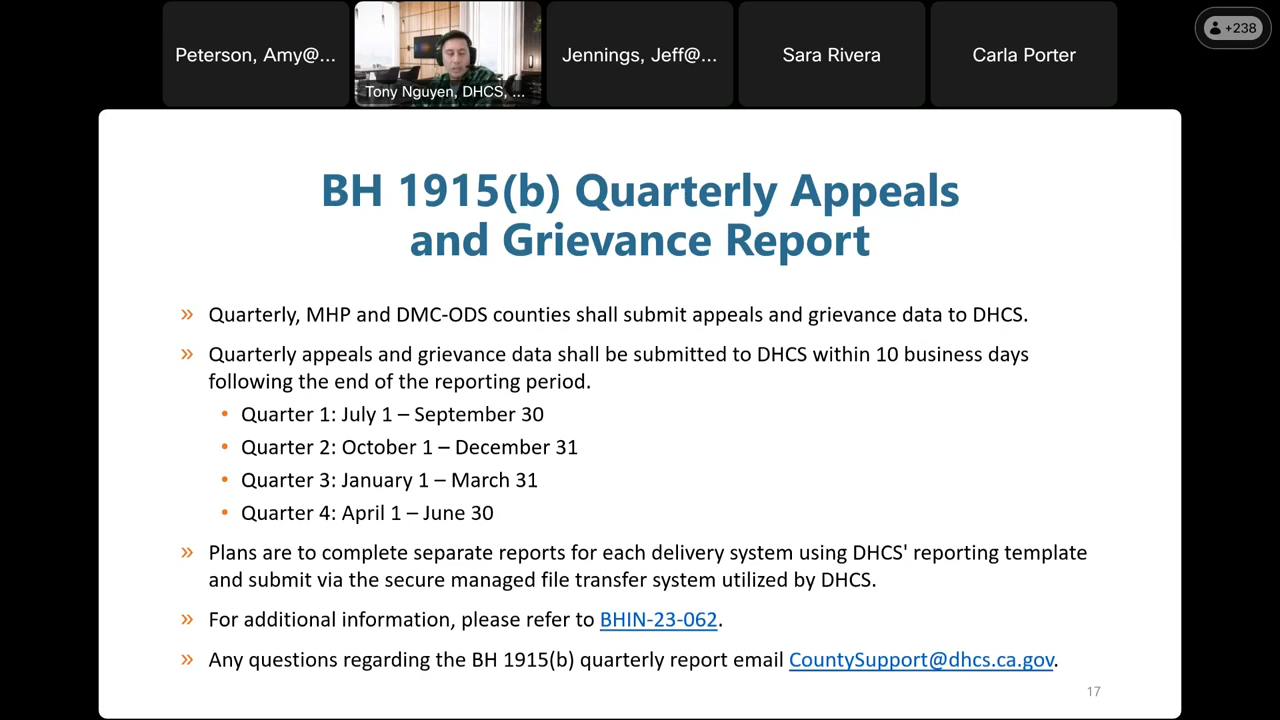 Peterson, Amy@...
Tony Nguyen, DHCS, ...
Jennings, Jeff@...
Sara Rivera
Carla Porter
+238
BH 1915(b) Quarterly Appeals
and Grievance Report
» Quarterly, MHP and DMC-ODS counties shall submit appeals and grievance data to DHCS.
» Quarterly appeals and grievance data shall be submitted to DHCS within 10 business days
following the end of the reporting period.
• Quarter 1: July 1 – September 30
• Quarter 2: October 1 – December 31
• Quarter 3: January 1 – March 31
• Quarter 4: April 1 – June 30
» Plans are to complete separate reports for each delivery system using DHCS' reporting template
and submit via the secure managed file transfer system utilized by DHCS.
» For additional information, please refer to BHIN-23-062.
» Any questions regarding the BH 1915(b) quarterly report email CountySupport@dhcs.ca.gov.
17